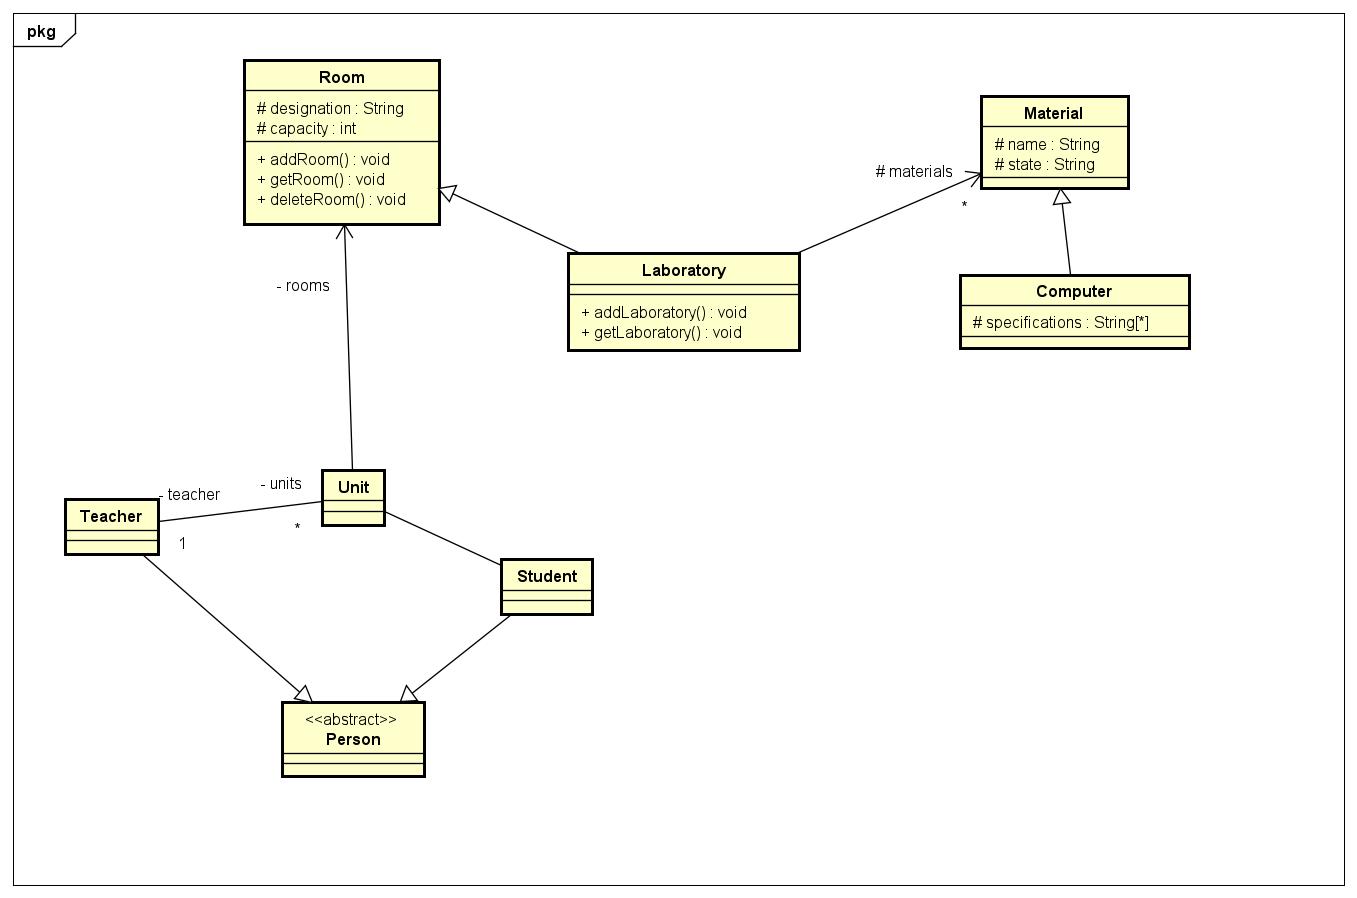 pkg
Room
# designation : String
# capacity : int
+ addRoom() : void
+ getRoom() : void
+ deleteRoom() : void
Material
# name : String
# state : String
# materials
*
Laboratory
+ addLaboratory() : void
+ getLaboratory() : void
Computer
# specifications : String[*]
- rooms
Unit
- units
*
- teacher
1
Teacher
Student
<<abstract>>
Person